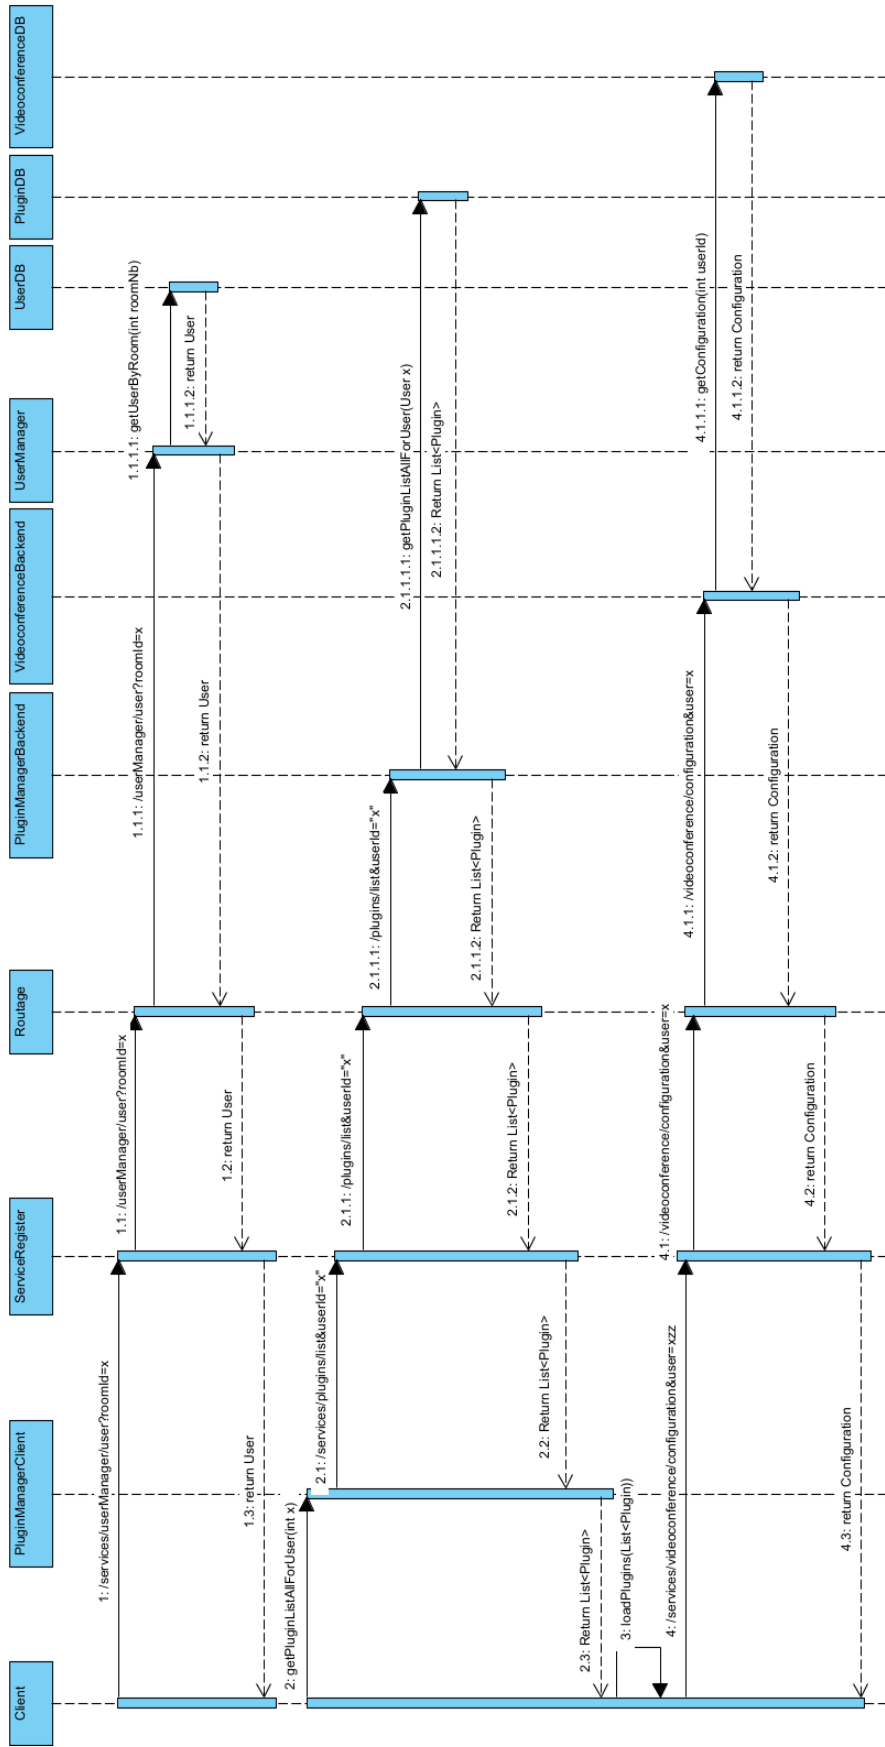 Client
PluginManagerClient
ServiceRegister
Routage
PluginManagerBackend
VideoconferenceBackend
UserManager
UserDB
PluginDB
VideoconferenceDB
1: /services/userManager/user?roomId=x
1.1: /userManager/user?roomId=x
1.1.1: /userManager/user?roomId=x
1.1.1.1: getUserByRoom(int roomNb)
1.1.1.2: return User
1.1.2: return User
1.2: return User
1.3: return User
2: getPluginListAllForUser(int x)
2.1: /services/plugins/list&userId="x"
2.1.1: /plugins/list&userId="x"
2.1.1.1: /plugins/list&userId="x"
2.1.1.1.1: getPluginListAllForUser(User x)
2.1.1.1.2: Return List<Plugin>
2.1.1.2: Return List<Plugin>
2.1.2: Return List<Plugin>
2.2: Return List<Plugin>
2.3: Return List<Plugin>
3: loadPlugins(List<Plugin))
4: /services/videoconference/configuration&user=xzz
4.1: /videoconference/configuration&user=x
4.1.1: /videoconference/configuration&user=x
4.1.1.1: getConfiguration(int userId)
4.1.1.2: return Configuration
4.1.2: return Configuration
4.2: return Configuration
4.3: return Configuration